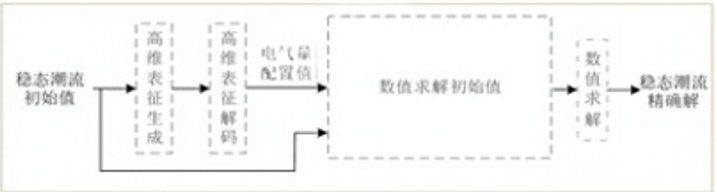 稳态潮流
初始值
高维表征生成
高维表征解码
电气量
配置值
数值求解初始值
数值求解
稳态潮流
精确解